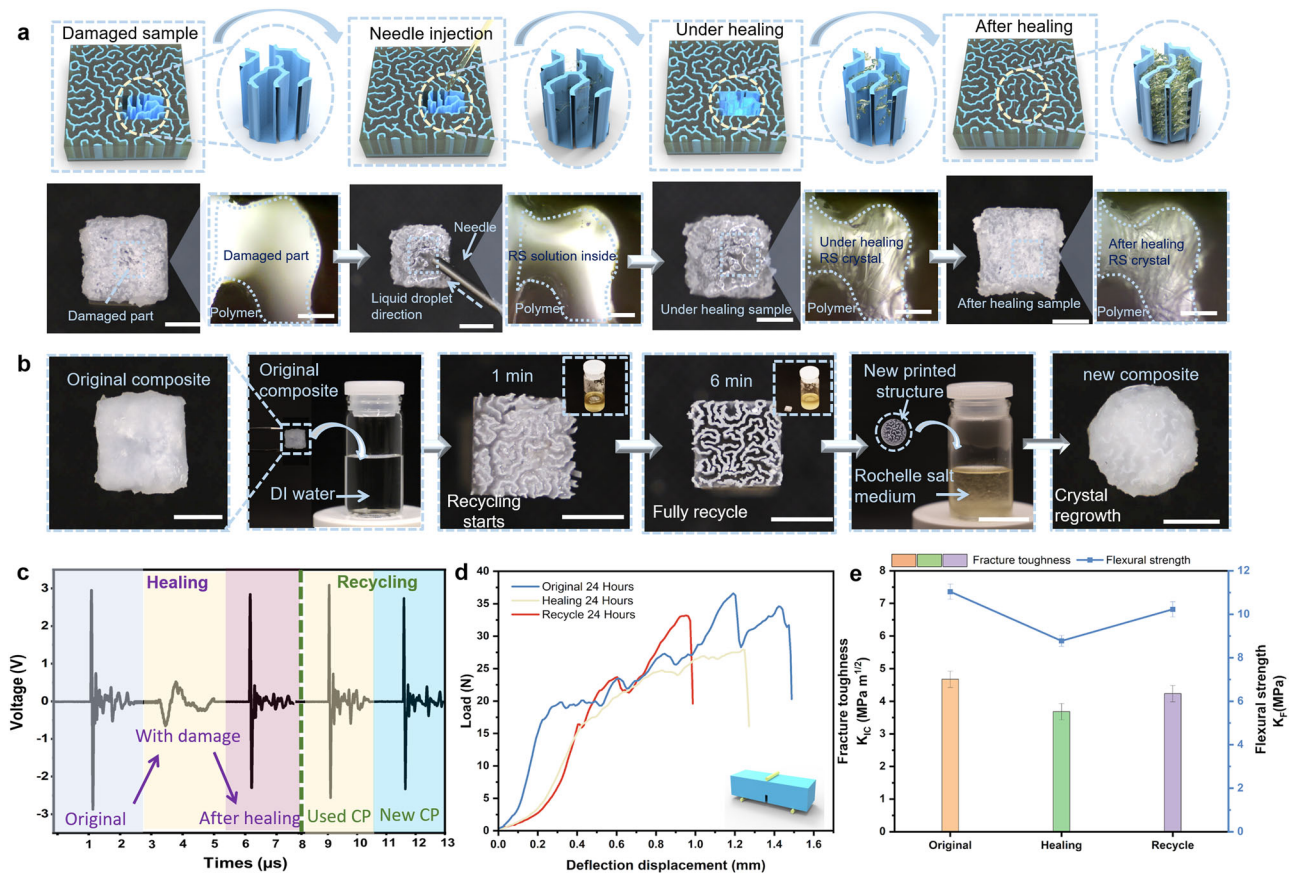 a
Damaged sample
Needle injection
Under healing
After healing
Damaged part
Damaged part
Polymer
Needle
Liquid droplet
direction
RS solution inside
Polymer
Under healing sample
Under healing
RS crystal
Polymer
After healing sample
After healing
RS crystal
Polymer
b
Original composite
Original
composite
DI water
1 min
Recycling
starts
6 min
Fully recycle
New printed
structure
Rochelle salt
medium
new composite
Crystal
regrowth
c
Healing
Recycling
With damage
Original
After healing
Used CP
New CP
Voltage (V)
3
2
1
0
-1
-2
-3
1 2 3 4 5 6 7 8 9 10 11 12 13
Times (μs)
d
Original 24 Hours
Healing 24 Hours
Recycle 24 Hours
Load (N)
40
35
30
25
20
15
10
5
0
0.0 0.2 0.4 0.6 0.8 1.0 1.2 1.4 1.6
Deflection displacement (mm)
e
Fracture toughness
Flexural strength
Fracture toughness
K_IC (MPa m^1/2)
8
7
6
5
4
3
2
1
0
Original Healing Recycle
12
10
8
6
4
2
0
Flexural strength
K_F(MPa)